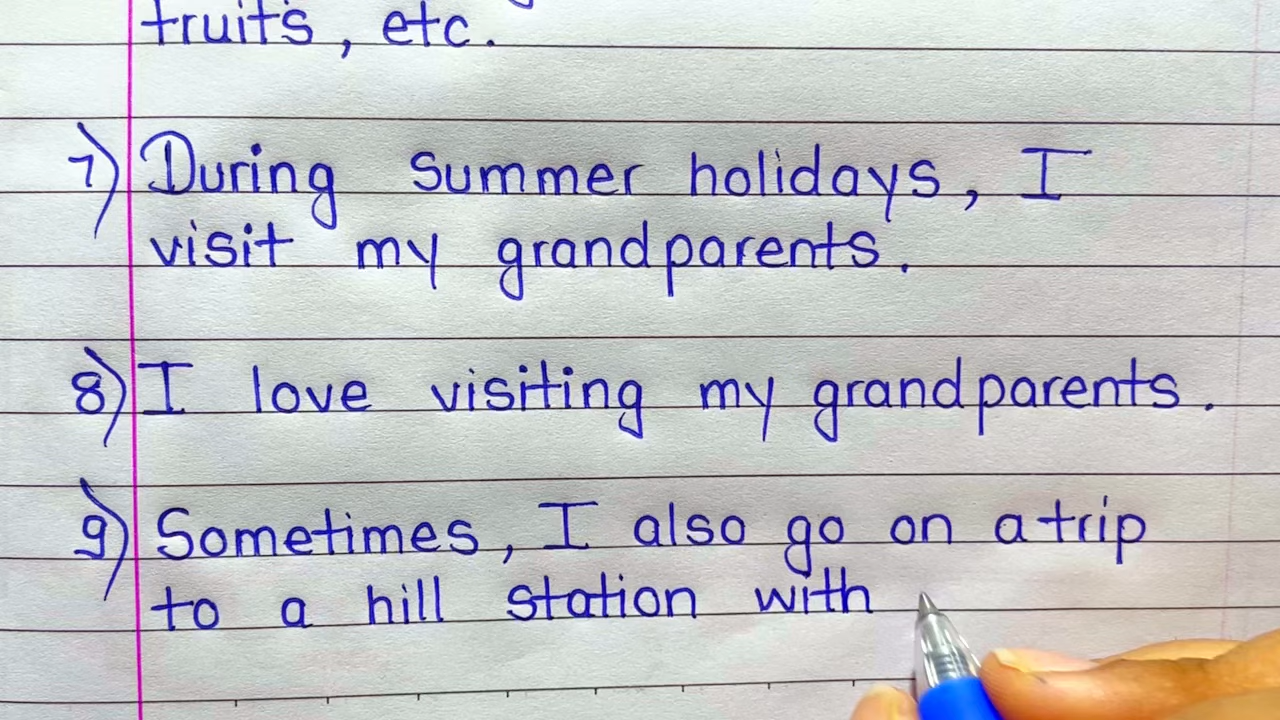 fruits, etc.
7) During summer holidays, I
visit my grandparents.
8) I love visiting my grandparents.
9) Sometimes, I also go on a trip
to a hill station with